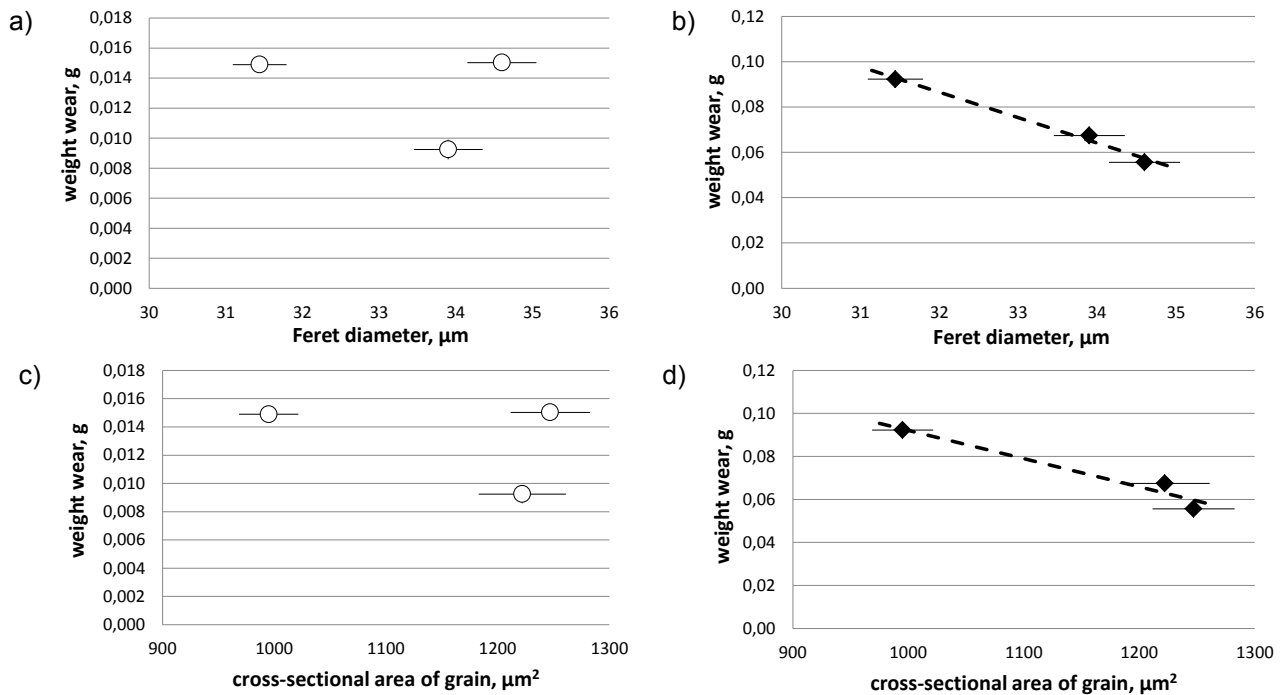 a)
0,018
0,016
0,014
0,012
0,010
0,008
0,006
0,004
0,002
0,000
weight wear, g
30 31 32 33 34 35 36
Feret diameter, µm
b)
0,12
0,10
0,08
0,06
0,04
0,02
0,00
weight wear, g
30 31 32 33 34 35 36
Feret diameter, µm
c)
0,018
0,016
0,014
0,012
0,010
0,008
0,006
0,004
0,002
0,000
weight wear, g
900 1000 1100 1200 1300
cross-sectional area of grain, µm²
d)
0,12
0,10
0,08
0,06
0,04
0,02
0,00
weight wear, g
900 1000 1100 1200 1300
cross-sectional area of grain, µm²